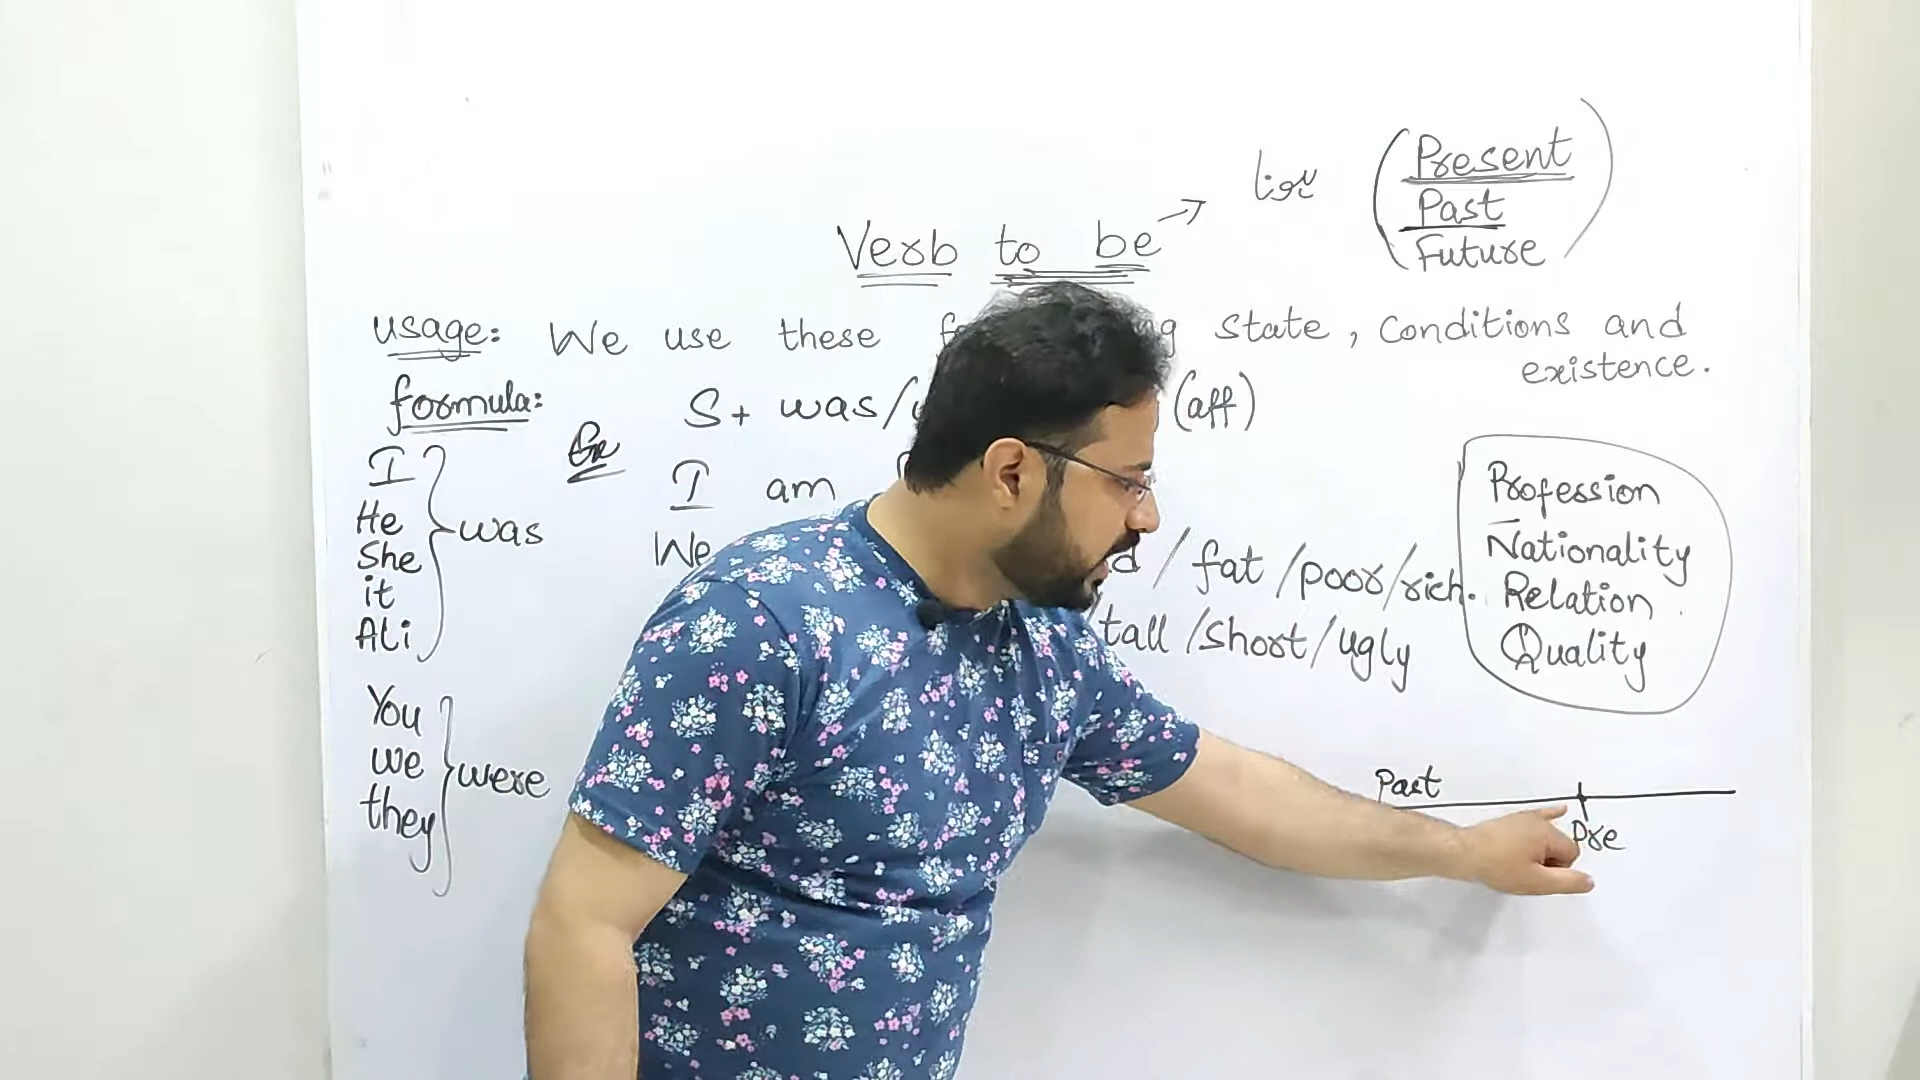 Present
Past
Future
Verb to be → ہونا
usage: We use these state, Conditions and
existence.
formula: S+ was/ (aff)
I
He
She
it
Ali
was
Ex
I am
We
/ fat / poor / rich.
/ tall / short / ugly
Profession
Nationality
Relation
Quality
You
we
they
were
Past
Pre